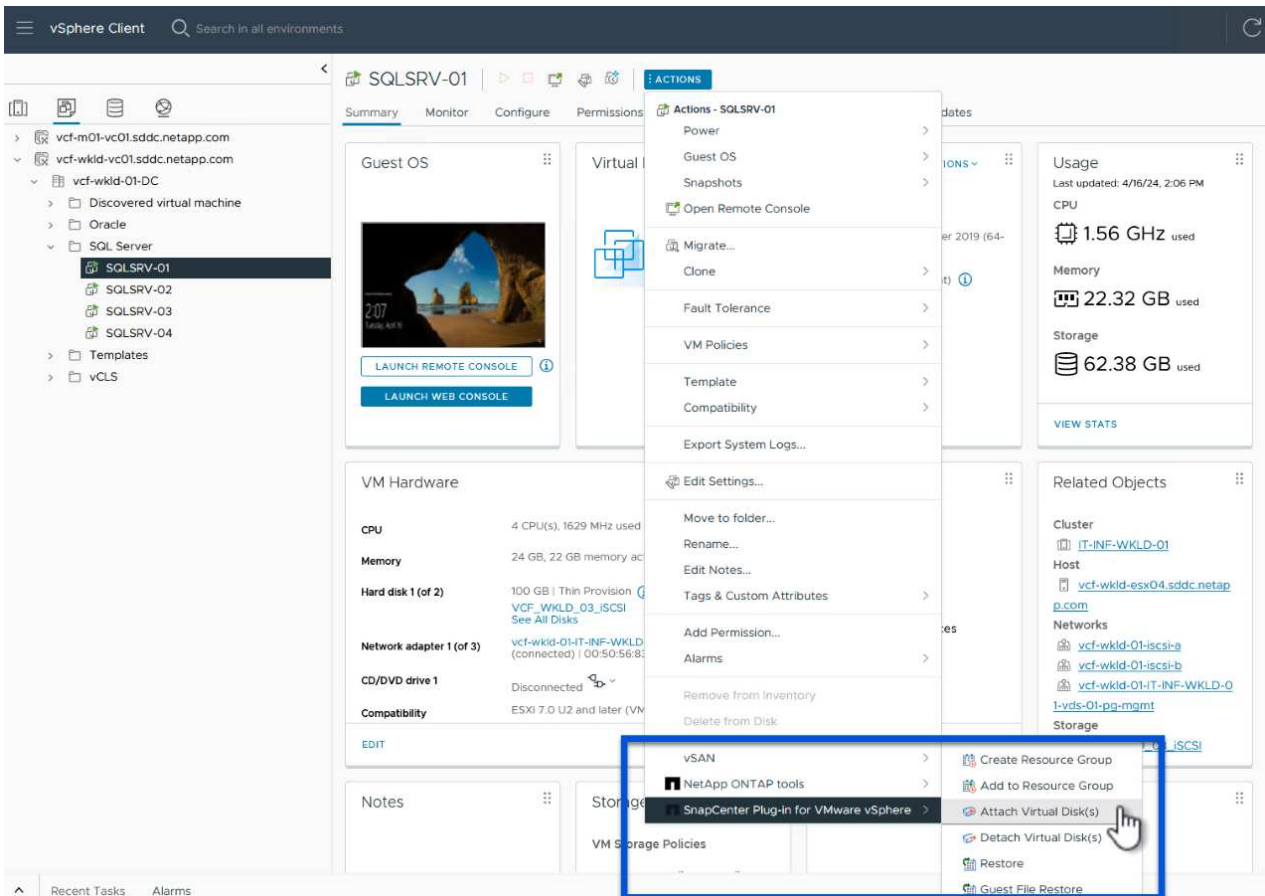 vSphere Client
Search in all environments
SQLSRV-01
ACTIONS
Summary
Monitor
Configure
Permissions
dates
vcf-m01-vc01.sddc.netapp.com
vcf-wkld-vc01.sddc.netapp.com
vcf-wkld-01-DC
Discovered virtual machine
Oracle
SQL Server
SQLSRV-01
SQLSRV-02
SQLSRV-03
SQLSRV-04
Templates
vCLS
Guest OS
2:07
Tuesday, April 16
LAUNCH REMOTE CONSOLE
LAUNCH WEB CONSOLE
Virtual
IONS
er 2019 (64-
t)
Actions - SQLSRV-01
Power
Guest OS
Snapshots
Open Remote Console
Migrate...
Clone
Fault Tolerance
VM Policies
Template
Compatibility
Export System Logs...
Edit Settings...
Move to folder...
Rename...
Edit Notes...
Tags & Custom Attributes
Add Permission...
Alarms
Remove from Inventory
Delete from Disk
vSAN
NetApp ONTAP tools
SnapCenter Plug-in for VMware vSphere
Create Resource Group
Add to Resource Group
Attach Virtual Disk(s)
Detach Virtual Disk(s)
Restore
Guest File Restore
Usage
Last updated: 4/16/24, 2:06 PM
CPU
1.56 GHz used
Memory
22.32 GB used
Storage
62.38 GB used
VIEW STATS
VM Hardware
CPU
4 CPU(s), 1629 MHz used
Memory
24 GB, 22 GB memory ac
Hard disk 1 (of 2)
100 GB | Thin Provision
VCF_WKLD_03_iSCSI
See All Disks
Network adapter 1 (of 3)
vcf-wkld-01-IT-INF-WKLD
(connected) | 00:50:56:8
CD/DVD drive 1
Disconnected
Compatibility
ESXi 7.0 U2 and later (VM
EDIT
Related Objects
Cluster
IT-INF-WKLD-01
Host
vcf-wkld-esx04.sddc.netap
p.com
Networks
vcf-wkld-01-iscsi-a
vcf-wkld-01-iscsi-b
vcf-wkld-01-IT-INF-WKLD-0
1-vds-01-pg-mgmt
Storage
_03_iSCSI
Notes
Storage
VM Storage Policies
Recent Tasks
Alarms